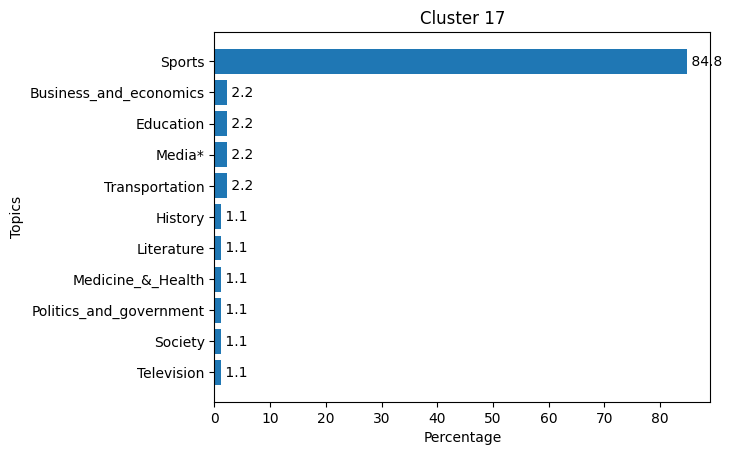 Cluster 17
Topics
Sports 84.8
Business_and_economics 2.2
Education 2.2
Media* 2.2
Transportation 2.2
History 1.1
Literature 1.1
Medicine_&_Health 1.1
Politics_and_government 1.1
Society 1.1
Television 1.1
0 10 20 30 40 50 60 70 80
Percentage